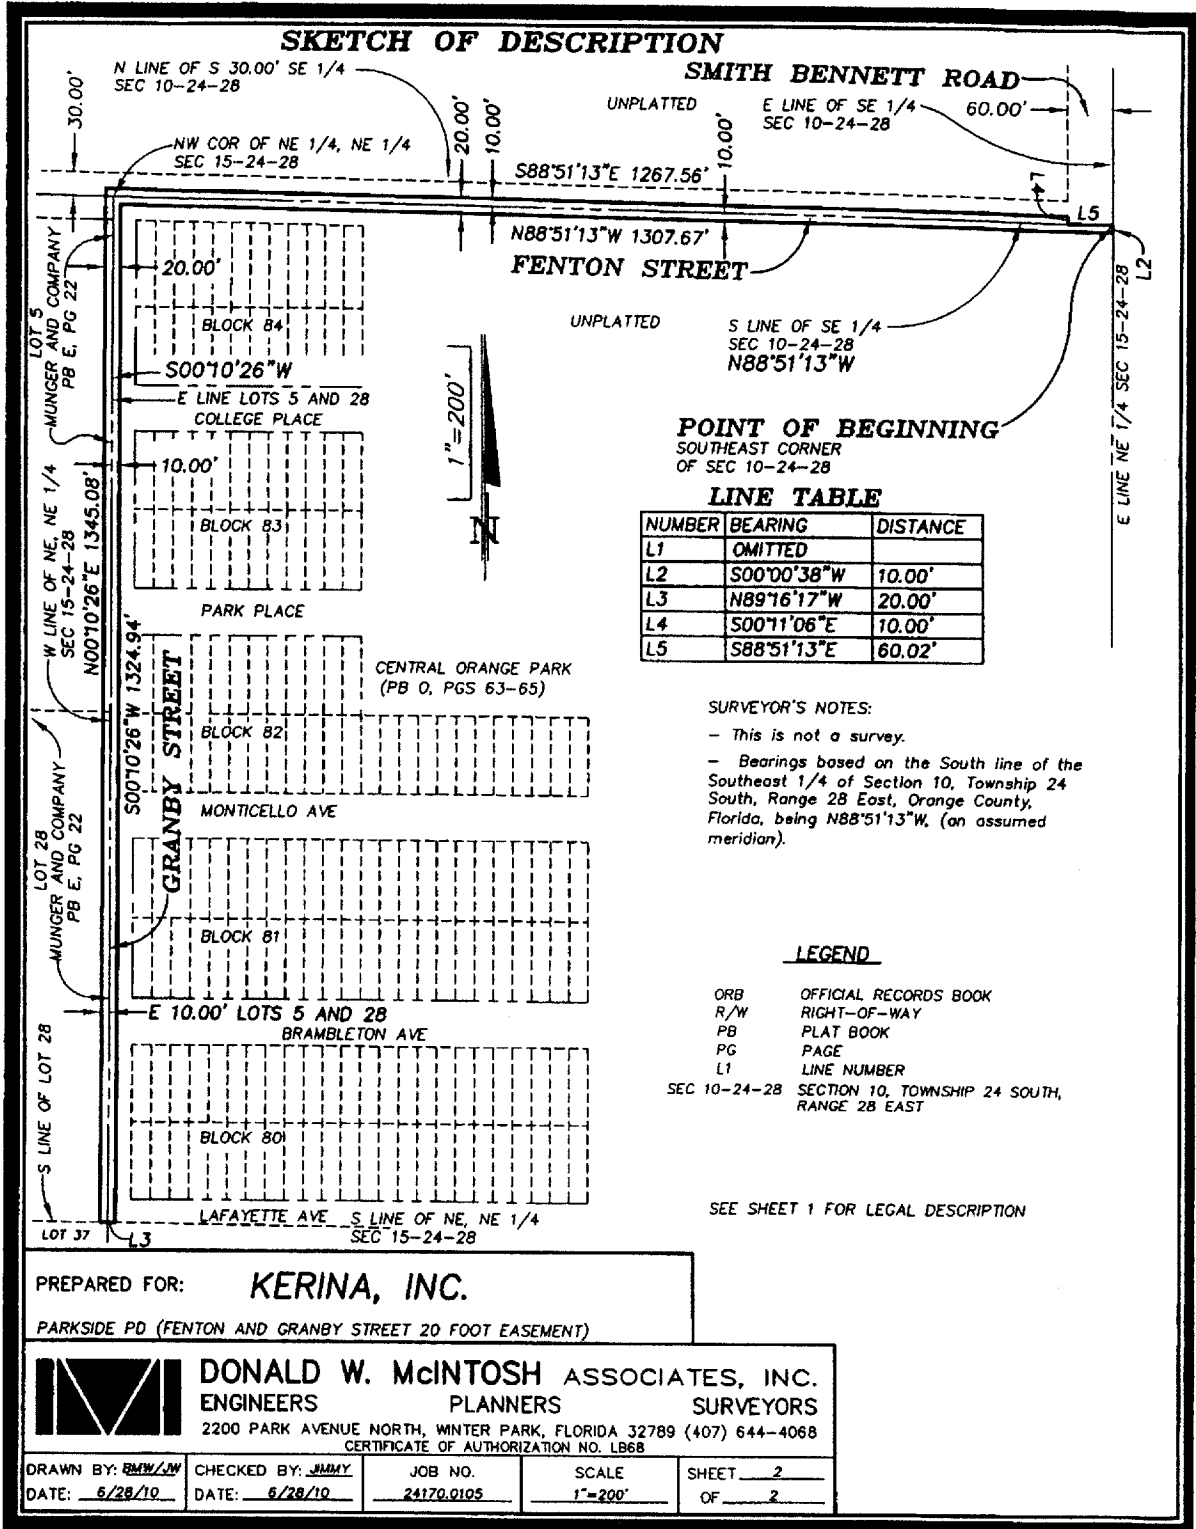 SKETCH OF DESCRIPTION
N LINE OF S 30.00' SE 1/4
SEC 10-24-28
SMITH BENNETT ROAD
30.00'
20.00'
10.00'
UNPLATTED
E LINE OF SE 1/4
SEC 10-24-28
60.00'
10.00'
NW COR OF NE 1/4, NE 1/4
SEC 15-24-28
S88°51'13"E 1267.56'
L4
L5
N88°51'13"W 1307.67'
FENTON STREET
L2
LOT 5
MUNGER AND COMPANY
PB E, PG 22
20.00'
BLOCK 84
UNPLATTED
S LINE OF SE 1/4
SEC 10-24-28
N88°51'13"W
S00°10'26"W
E LINE LOTS 5 AND 28
COLLEGE PLACE
1"=200'
N
POINT OF BEGINNING
SOUTHEAST CORNER
OF SEC 10-24-28
E LINE NE 1/4 SEC 15-24-28
10.00'
BLOCK 83
W LINE OF NE, NE 1/4
SEC 15-24-28
N00°10'26"E 1345.08'
LINE TABLE
NUMBER BEARING DISTANCE
L1 OMITTED
L2 S00°00'38"W 10.00'
L3 N89°16'17"W 20.00'
L4 S00°11'06"E 10.00'
L5 S88°51'13"E 60.02'
PARK PLACE
S00°10'26"W 1324.94'
GRANBY STREET
CENTRAL ORANGE PARK
(PB O, PGS 63-65)
BLOCK 82
SURVEYOR'S NOTES:
- This is not a survey.
- Bearings based on the South line of the
Southeast 1/4 of Section 10, Township 24
South, Range 28 East, Orange County,
Florida, being N88°51'13"W, (an assumed
meridian).
MONTICELLO AVE
LOT 28
MUNGER AND COMPANY
PB E, PG 22
BLOCK 81
E 10.00' LOTS 5 AND 28
BRAMBLETON AVE
LEGEND
ORB OFFICIAL RECORDS BOOK
R/W RIGHT-OF-WAY
PB PLAT BOOK
PG PAGE
L1 LINE NUMBER
SEC 10-24-28 SECTION 10, TOWNSHIP 24 SOUTH,
RANGE 28 EAST
S LINE OF LOT 28
BLOCK 80
LAFAYETTE AVE
S LINE OF NE, NE 1/4
SEC 15-24-28
LOT 37
L3
SEE SHEET 1 FOR LEGAL DESCRIPTION
PREPARED FOR: KERINA, INC.
PARKSIDE PD (FENTON AND GRANBY STREET 20 FOOT EASEMENT)
DONALD W. McINTOSH ASSOCIATES, INC.
ENGINEERS PLANNERS SURVEYORS
2200 PARK AVENUE NORTH, WINTER PARK, FLORIDA 32789 (407) 644-4068
CERTIFICATE OF AUTHORIZATION NO. LB68
DRAWN BY: BMW/JW
DATE: 6/28/10
CHECKED BY: JIMMY
DATE: 6/28/10
JOB NO.
24170.0105
SCALE
1"=200'
SHEET 2
OF 2